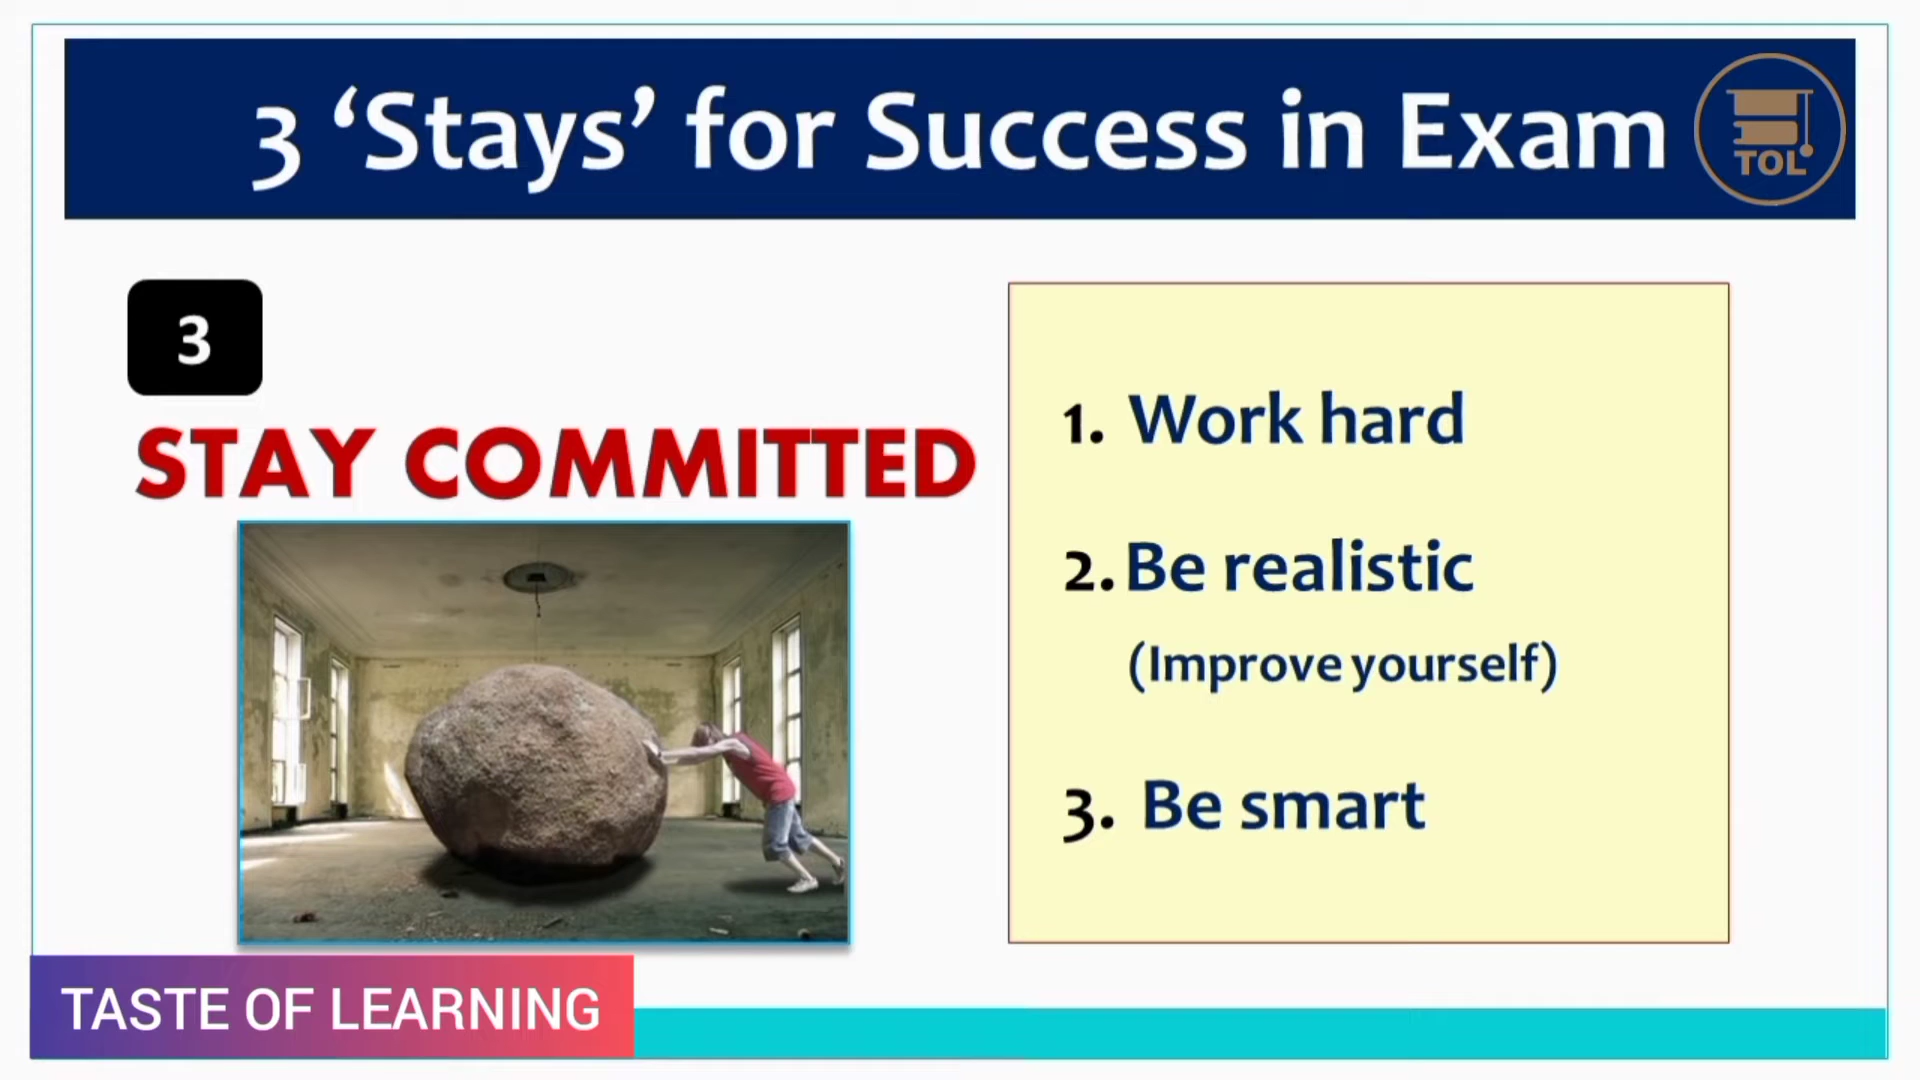 3 ‘Stays’ for Success in Exam
TOL
3
STAY COMMITTED
1. Work hard
2. Be realistic
(Improve yourself)
3. Be smart
TASTE OF LEARNING